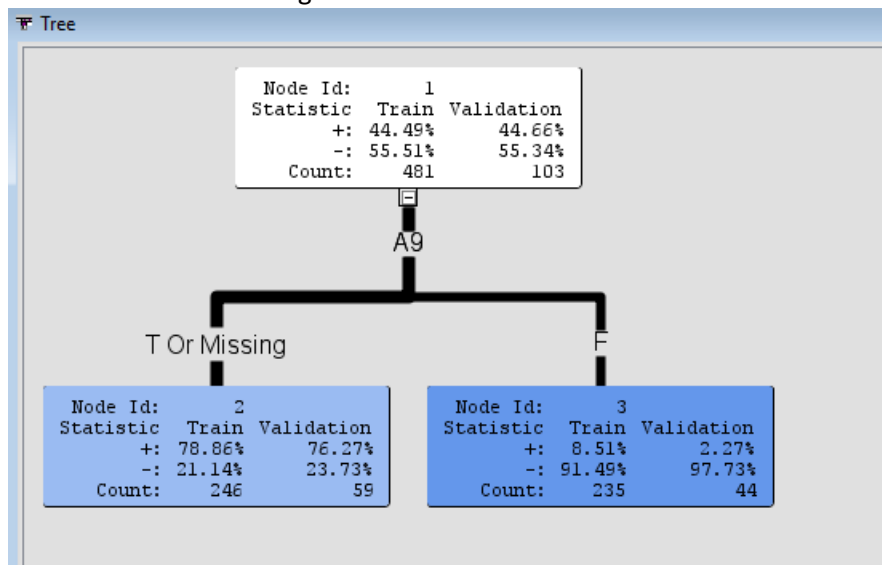 Tree
Node Id: 1
Statistic Train Validation
+: 44.49% 44.66%
-: 55.51% 55.34%
Count: 481 103
A9
T Or Missing
F
Node Id: 2
Statistic Train Validation
+: 78.86% 76.27%
-: 21.14% 23.73%
Count: 246 59
Node Id: 3
Statistic Train Validation
+: 8.51% 2.27%
-: 91.49% 97.73%
Count: 235 44